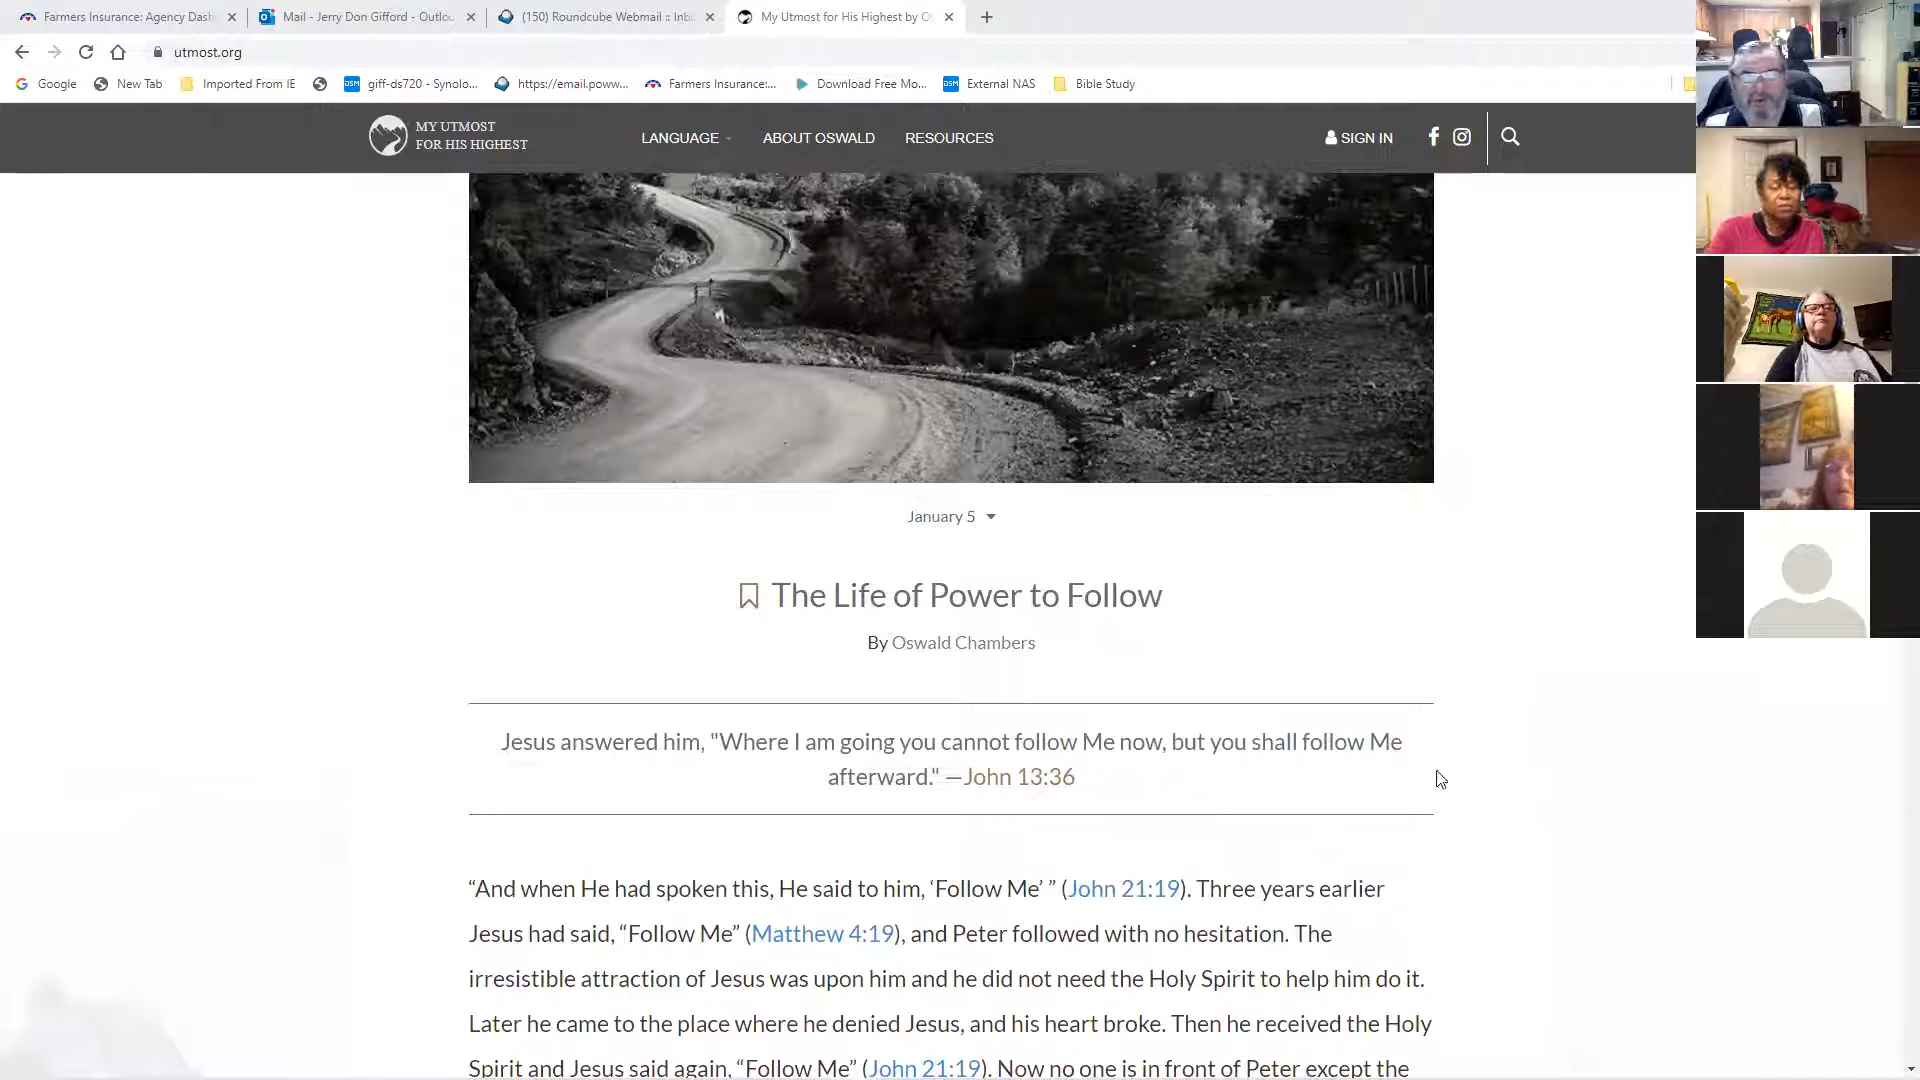 Farmers Insurance: Agency Dash
Mail - Jerry Don Gifford - Outlo
(150) Roundcube Webmail :: Inb
My Utmost for His Highest by O
utmost.org
Google
New Tab
Imported From IE
giff-ds720 - Synolo...
https://email.poww...
Farmers Insurance:...
Download Free Mo...
External NAS
Bible Study
MY UTMOST
FOR HIS HIGHEST
LANGUAGE
ABOUT OSWALD
RESOURCES
SIGN IN
January 5
The Life of Power to Follow
By Oswald Chambers
Jesus answered him, "Where I am going you cannot follow Me now, but you shall follow Me
afterward." —John 13:36
“And when He had spoken this, He said to him, ‘Follow Me’ ” (John 21:19). Three years earlier
Jesus had said, “Follow Me” (Matthew 4:19), and Peter followed with no hesitation. The
irresistible attraction of Jesus was upon him and he did not need the Holy Spirit to help him do it.
Later he came to the place where he denied Jesus, and his heart broke. Then he received the Holy
Spirit and Jesus said again, “Follow Me” (John 21:19). Now no one is in front of Peter except the